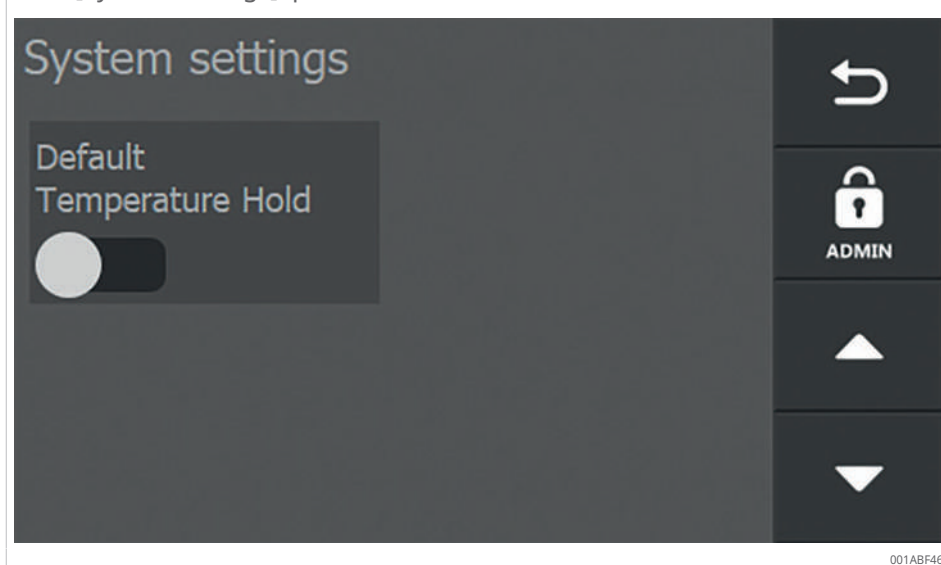 System settings
Default
Temperature Hold
ADMIN
001ABF46